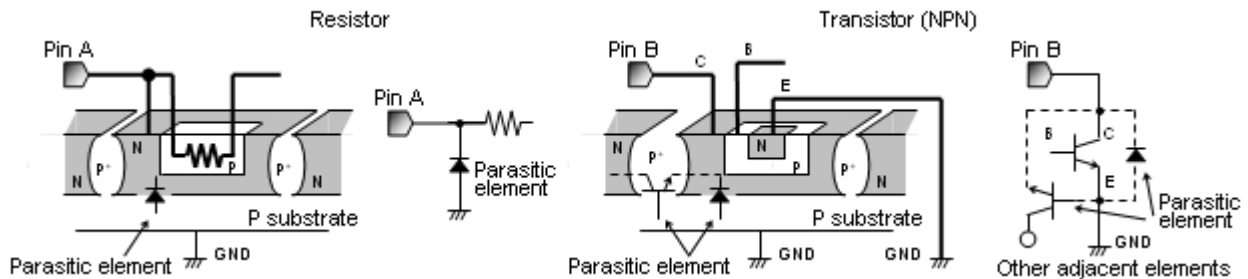 Resistor
Pin A
N
P
P+
N
P+
N
Parasitic element
P substrate
GND
Pin A
Parasitic
element
Transistor (NPN)
Pin B
C
B
E
N
P+
N
P
P+
N
P substrate
Parasitic element
GND
GND
Pin B
B
C
E
Parasitic
element
GND
Other adjacent elements